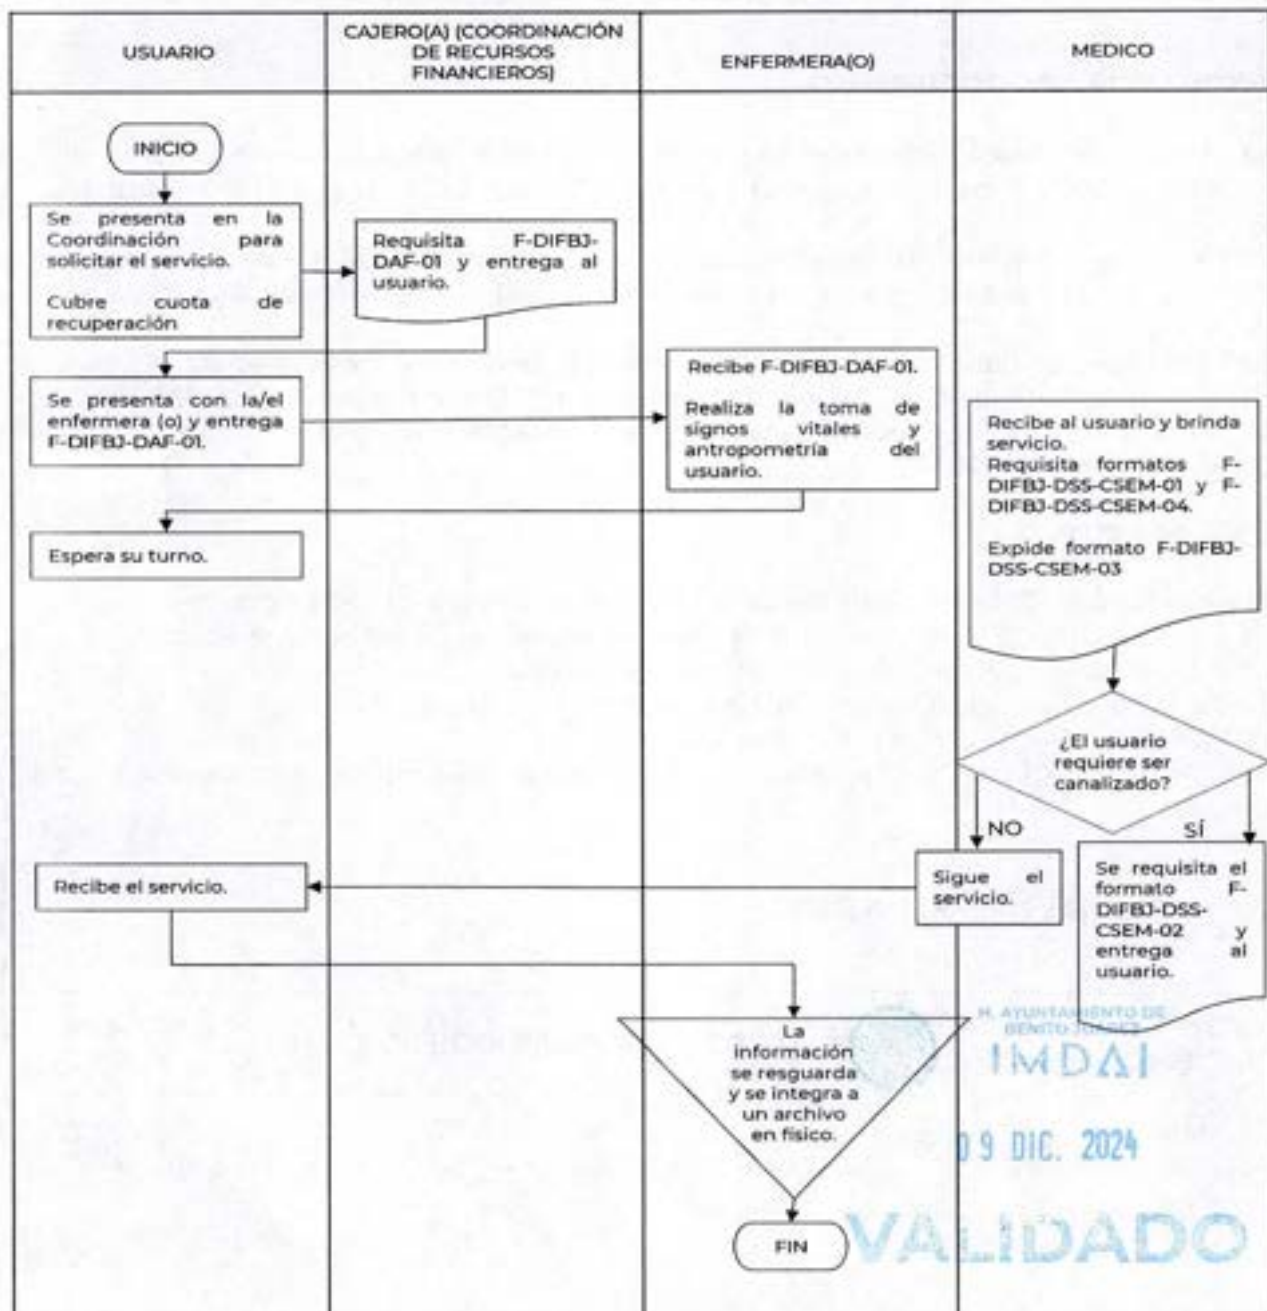 USUARIO
CAJERO(A) (COORDINACIÓN
DE RECURSOS
FINANCIEROS)
ENFERMERA(O)
MEDICO
INICIO
Se presenta en la
Coordinación para
solicitar el servicio.
Cubre cuota de
recuperación
Requisita F-DIFBJ-
DAF-01 y entrega al
usuario.
Se presenta con la/el
enfermera (o) y entrega
F-DIFBJ-DAF-01.
Recibe F-DIFBJ-DAF-01.
Realiza la toma de
signos vitales y
antropometría del
usuario.
Espera su turno.
Recibe al usuario y brinda
servicio.
Requisita formatos F-
DIFBJ-DSS-CSEM-01 y F-
DIFBJ-DSS-CSEM-04.
Expide formato F-DIFBJ-
DSS-CSEM-03
¿El usuario
requiere ser
canalizado?
NO
SÍ
Recibe el servicio.
Sigue el
servicio.
Se requisita el
formato F-
DIFBJ-DSS-
CSEM-02 y
entrega al
usuario.
La
información
se resguarda
y se integra a
un archivo
en físico.
FIN
H. AYUNTAMIENTO DE
BENITO JUÁREZ
IMDAI
09 DIC. 2024
VALIDADO